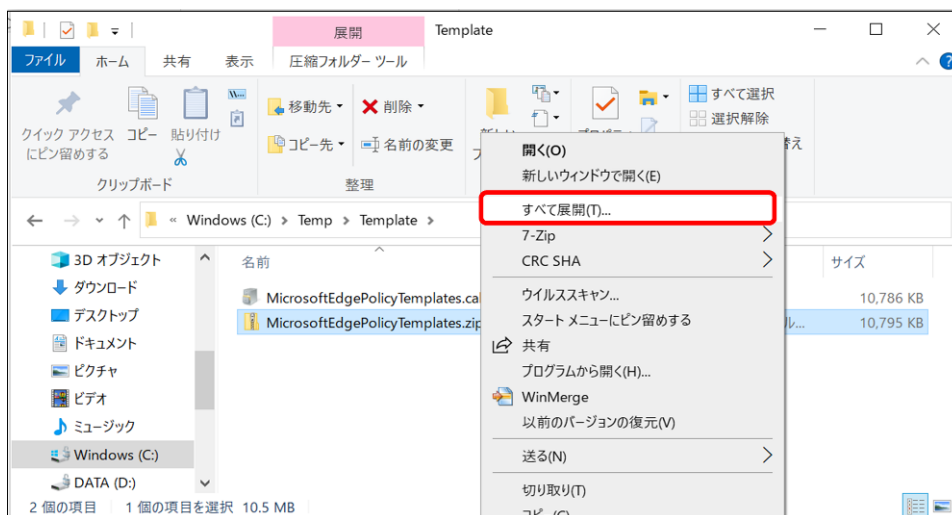 展開
Template
ファイル
ホーム
共有
表示
圧縮フォルダー ツール
クイック アクセス
にピン留めする
コピー
貼り付け
クリップボード
移動先
コピー先
削除
名前の変更
整理
すべて選択
選択解除
Windows (C:) > Temp > Template >
3D オブジェクト
ダウンロード
デスクトップ
ドキュメント
ピクチャ
ビデオ
ミュージック
Windows (C:)
DATA (D:)
名前
サイズ
MicrosoftEdgePolicyTemplates.ca
10,786 KB
MicrosoftEdgePolicyTemplates.zip
10,795 KB
開く(O)
新しいウィンドウで開く(E)
すべて展開(T)...
7-Zip
CRC SHA
ウイルススキャン...
スタート メニューにピン留めする
共有
プログラムから開く(H)...
WinMerge
以前のバージョンの復元(V)
送る(N)
切り取り(T)
2 個の項目
1 個の項目を選択 10.5 MB